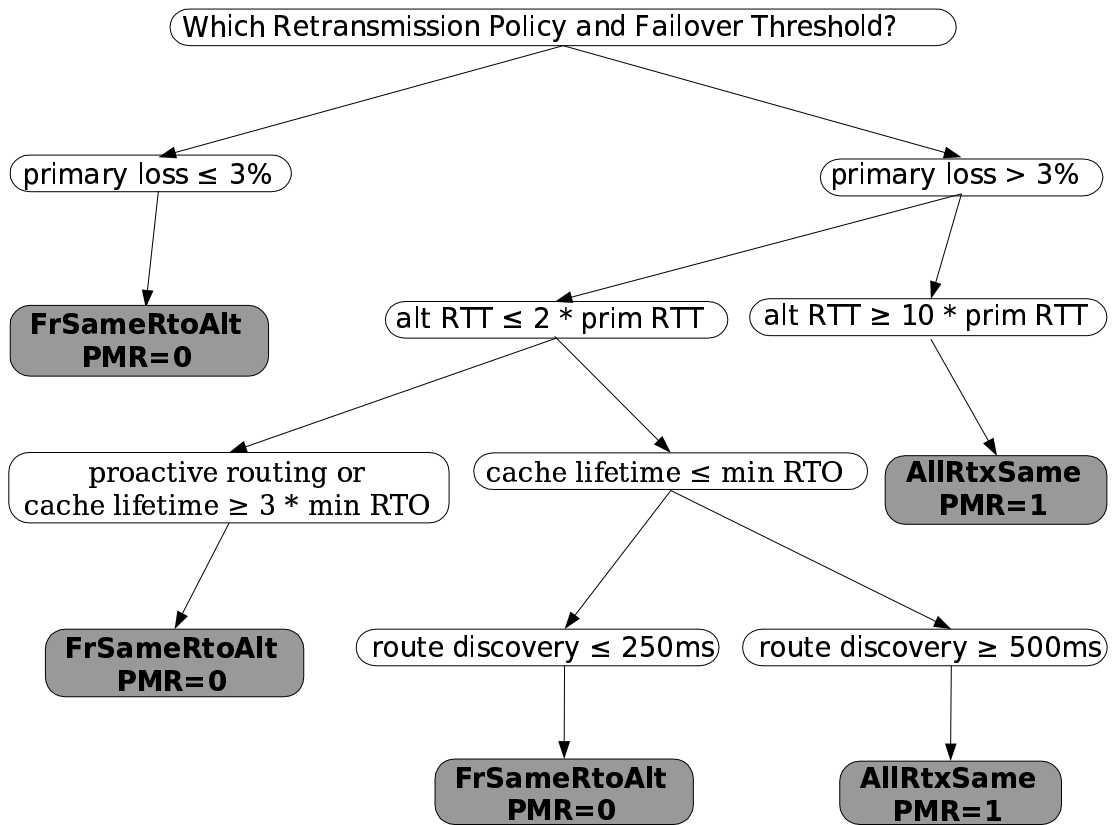 Which Retransmission Policy and Failover Threshold?
primary loss ≤ 3%
primary loss > 3%
FrSameRtoAlt
PMR=0
alt RTT ≤ 2 * prim RTT
alt RTT ≥ 10 * prim RTT
proactive routing or
cache lifetime ≥ 3 * min RTO
cache lifetime ≤ min RTO
AllRtxSame
PMR=1
FrSameRtoAlt
PMR=0
route discovery ≤ 250ms
route discovery ≥ 500ms
FrSameRtoAlt
PMR=0
AllRtxSame
PMR=1